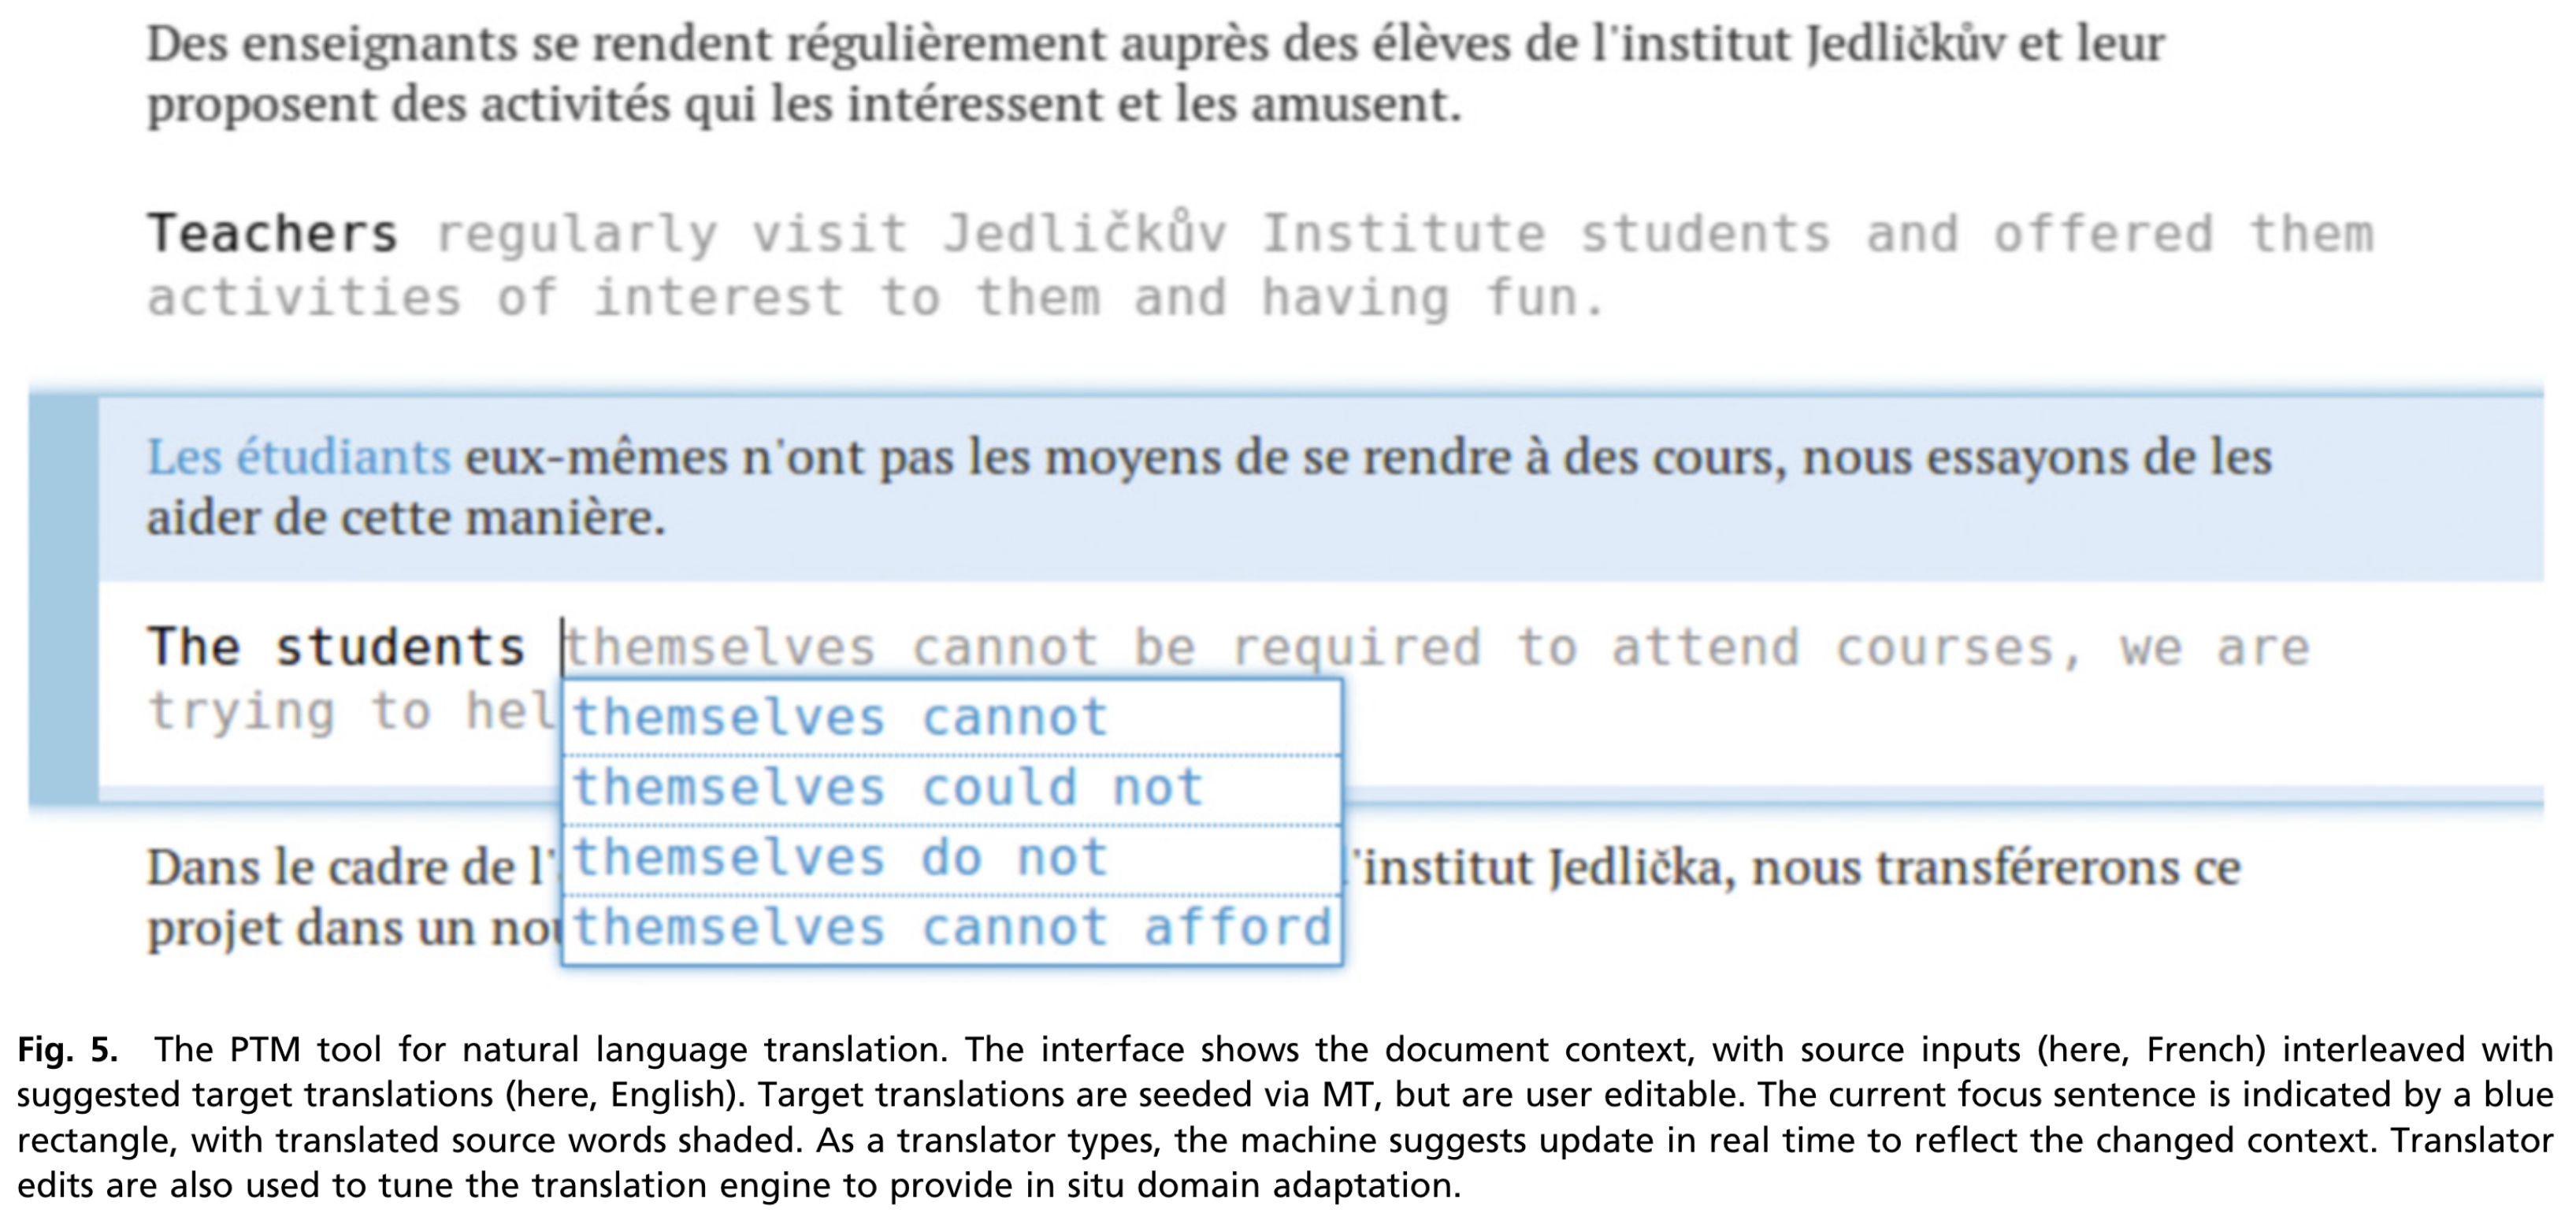 Des enseignants se rendent régulièrement auprès des élèves de l'institut Jedličkův et leur
proposent des activités qui les intéressent et les amusent.
Teachers regularly visit Jedličkův Institute students and offered them
activities of interest to them and having fun.
Les étudiants eux-mêmes n'ont pas les moyens de se rendre à des cours, nous essayons de les
aider de cette manière.
The students themselves cannot be required to attend courses, we are
trying to hel
themselves cannot
themselves could not
themselves do not
themselves cannot afford
Dans le cadre de l' 'institut Jedlička, nous transférerons ce
projet dans un
Fig. 5. The PTM tool for natural language translation. The interface shows the document context, with source inputs (here, French) interleaved with
suggested target translations (here, English). Target translations are seeded via MT, but are user editable. The current focus sentence is indicated by a blue
rectangle, with translated source words shaded. As a translator types, the machine suggests update in real time to reflect the changed context. Translator
edits are also used to tune the translation engine to provide in situ domain adaptation.